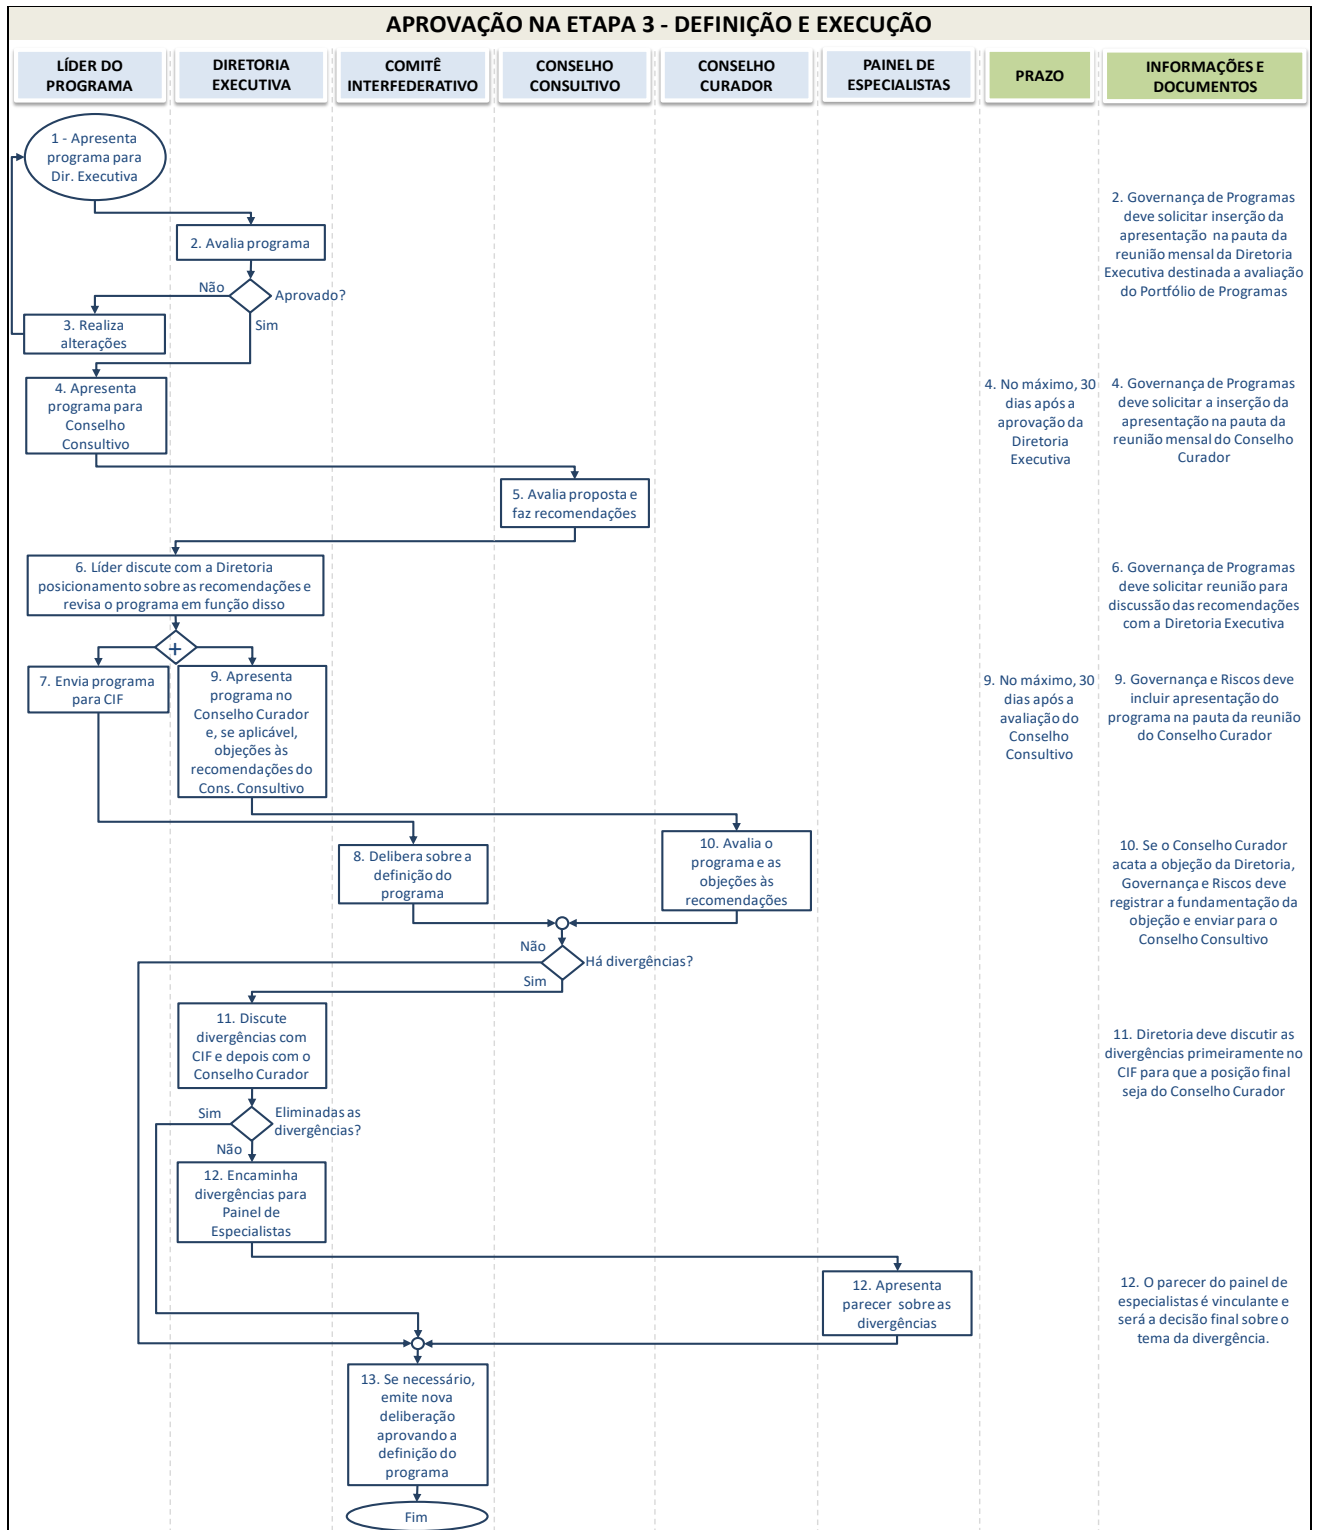 APROVAÇÃO NA ETAPA 3 - DEFINIÇÃO E EXECUÇÃO
LÍDER DO
PROGRAMA
DIRETORIA
EXECUTIVA
COMITÊ
INTERFEDERATIVO
CONSELHO
CONSULTIVO
CONSELHO
CURADOR
PAINEL DE
ESPECIALISTAS
PRAZO
INFORMAÇÕES E
DOCUMENTOS
1 - Apresenta
programa para
Dir. Executiva
2. Governança de Programas
deve solicitar inserção da
apresentação na pauta da
reunião mensal da Diretoria
Executiva destinada a avaliação
do Portfólio de Programas
2. Avalia programa
Não
Aprovado?
Sim
3. Realiza
alterações
4. Apresenta
programa para
Conselho
Consultivo
4. No máximo, 30
dias após a
aprovação da
Diretoria
Executiva
4. Governança de Programas
deve solicitar a inserção da
apresentação na pauta da
reunião mensal do Conselho
Curador
5. Avalia proposta e
faz recomendações
6. Líder discute com a Diretoria
posicionamento sobre as recomendações e
revisa o programa em função disso
6. Governança de Programas
deve solicitar reunião para
discussão das recomendações
com a Diretoria Executiva
+
7. Envia programa
para CIF
9. Apresenta
programa no
Conselho Curador
e, se aplicável,
objeções às
recomendações do
Cons. Consultivo
9. No máximo, 30
dias após a
avaliação do
Conselho
Consultivo
9. Governança e Riscos deve
incluir apresentação do
programa na pauta da reunião
do Conselho Curador
8. Delibera sobre a
definição do
programa
10. Avalia o
programa e as
objeções às
recomendações
10. Se o Conselho Curador
acata a objeção da Diretoria,
Governança e Riscos deve
registrar a fundamentação da
objeção e enviar para o
Conselho Consultivo
Não
Há divergências?
Sim
11. Discute
divergências com
CIF e depois com o
Conselho Curador
11. Diretoria deve discutir as
divergências primeiramente no
CIF para que a posição final
seja do Conselho Curador
Sim
Eliminadas as
divergências?
Não
12. Encaminha
divergências para
Painel de
Especialistas
12. Apresenta
parecer sobre as
divergências
12. O parecer do painel de
especialistas é vinculante e
será a decisão final sobre o
tema da divergência.
13. Se necessário,
emite nova
deliberação
aprovando a
definição do
programa
Fim